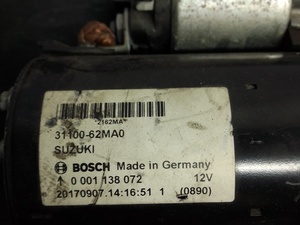 2162MA
31100-62MA0
SUZUKI
BOSCH Made in Germany
0 001 138 072 12V
20170907.14:16:51 1 (0890)